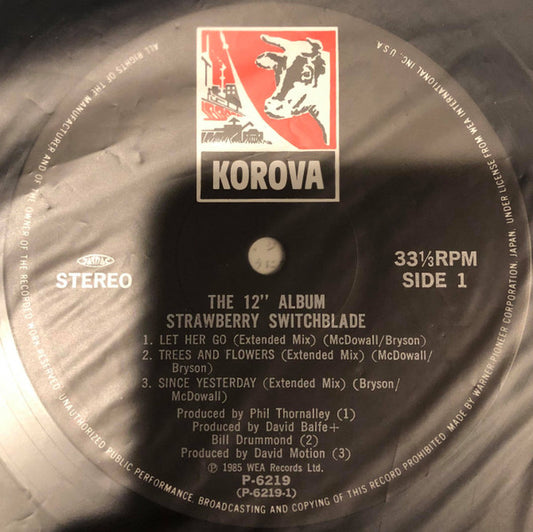 KOROVA
STEREO
33⅓RPM
SIDE 1
THE 12" ALBUM
STRAWBERRY SWITCHBLADE
1. LET HER GO (Extended Mix) (McDowall/Bryson)
2. TREES AND FLOWERS (Extended Mix) (McDowall/
Bryson)
3. SINCE YESTERDAY (Extended Mix) (Bryson/
McDowall)
Produced by Phil Thornalley (1)
Produced by David Balfe+
Bill Drummond (2)
Produced by David Motion (3)
Ⓟ 1985 WEA Records Ltd.
P-6219
(P-6219-1)
ALL RIGHTS OF THE MANUFACTURER AND OF THE OWNER OF THE RECORDED WORK RESERVED. UNAUTHORIZED PUBLIC PERFORMANCE, BROADCASTING AND COPYING OF THIS RECORD PROHIBITED. MADE BY WARNER-PIONEER CORPORATION, JAPAN, UNDER LICENSE FROM WEA INTERNATIONAL INC., U.S.A.